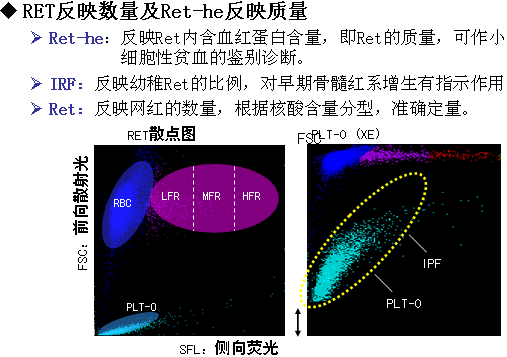 ◆ RET反映数量及Ret-he反映质量
➢ Ret-he：反映Ret内含血红蛋白含量，即Ret的质量，可作小
细胞性贫血的鉴别诊断。
➢ IRF：反映幼稚Ret的比例，对早期骨髓红系增生有指示作用
➢ Ret：反映网红的数量，根据核酸含量分型，准确定量。
RET散点图
FSC
PLT-O (XE)
FSC：前向散射光
RBC
LFR
MFR
HFR
IPF
PLT-O
PLT-O
SFL：侧向荧光